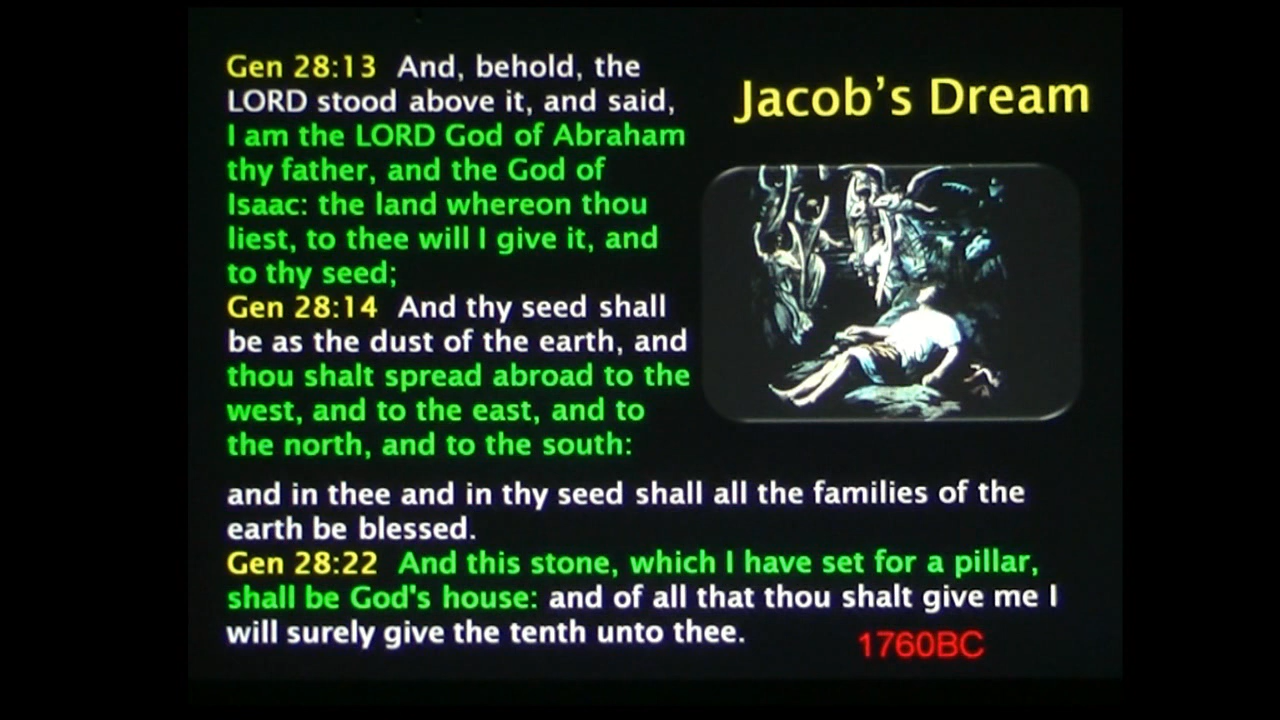 Jacob's Dream
Gen 28:13 And, behold, the
LORD stood above it, and said,
I am the LORD God of Abraham
thy father, and the God of
Isaac: the land whereon thou
liest, to thee will I give it, and
to thy seed;
Gen 28:14 And thy seed shall
be as the dust of the earth, and
thou shalt spread abroad to the
west, and to the east, and to
the north, and to the south:
and in thee and in thy seed shall all the families of the
earth be blessed.
Gen 28:22 And this stone, which I have set for a pillar,
shall be God's house: and of all that thou shalt give me I
will surely give the tenth unto thee.
1760BC